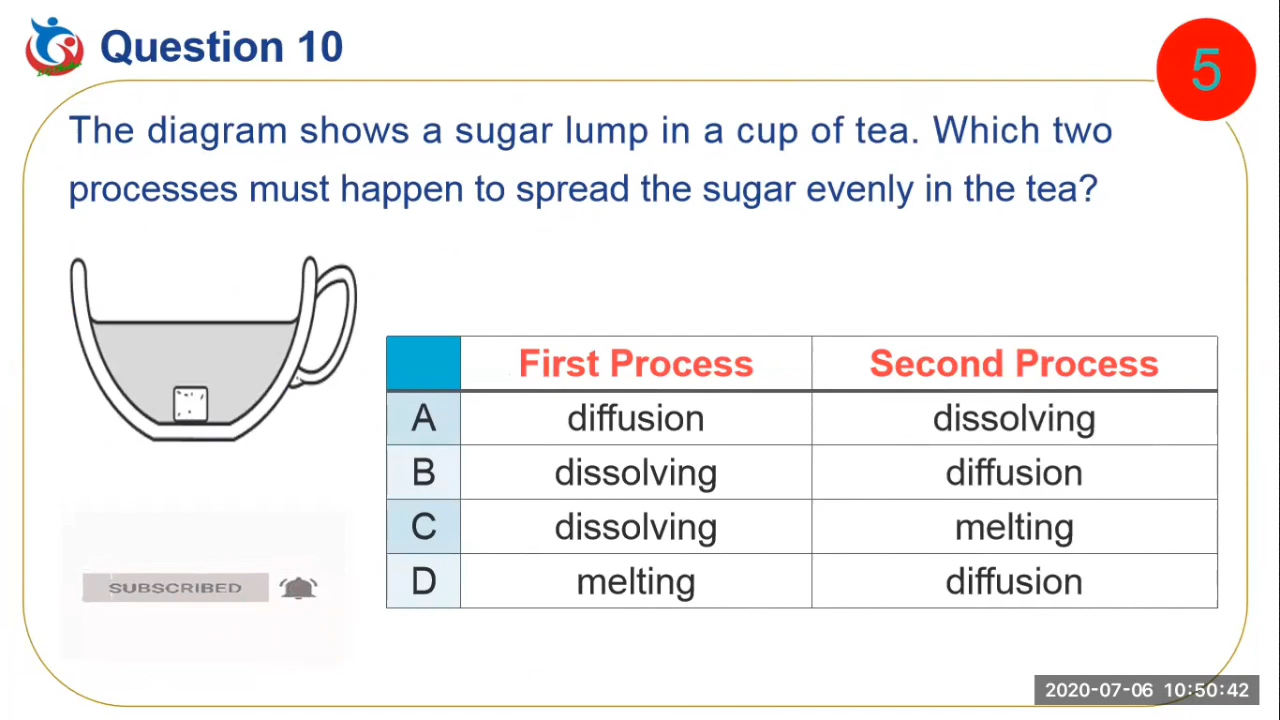 Question 10
5
The diagram shows a sugar lump in a cup of tea. Which two
processes must happen to spread the sugar evenly in the tea?
First Process Second Process
A diffusion dissolving
B dissolving diffusion
C dissolving melting
D melting diffusion
SUBSCRIBED
2020-07-06 10:50:42